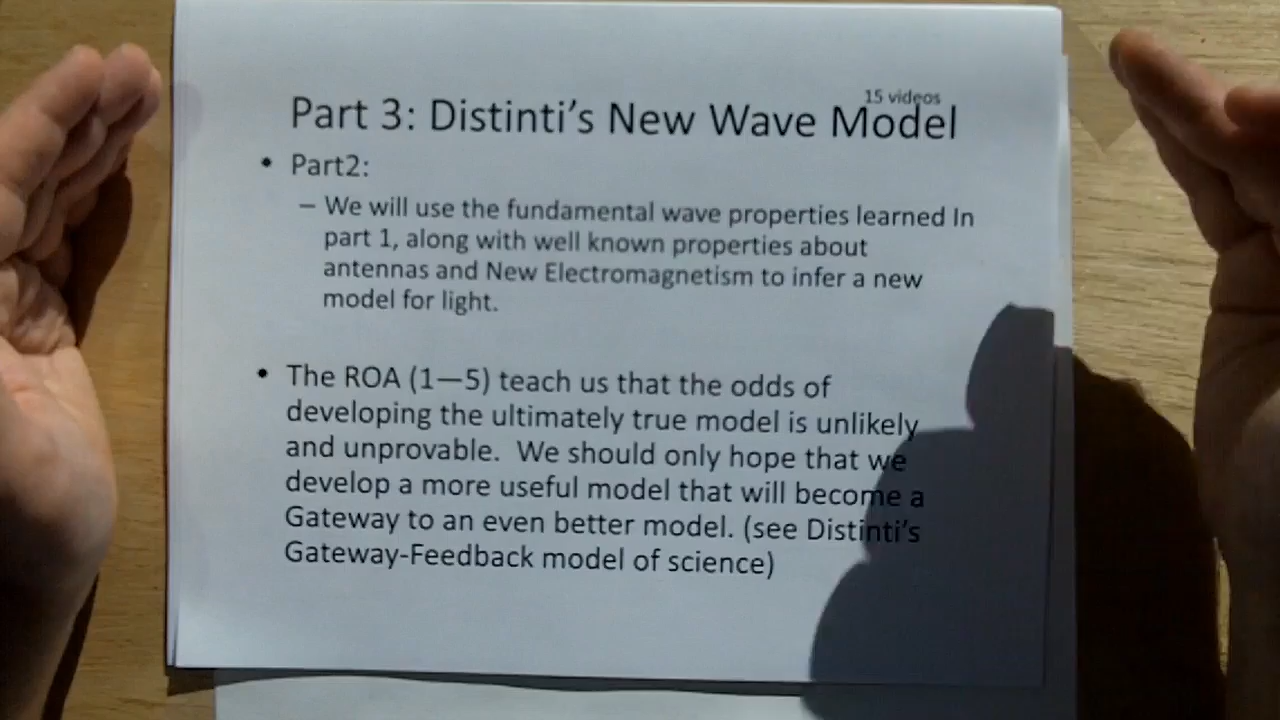 15 videos
Part 3: Distinti's New Wave Model
• Part2:
– We will use the fundamental wave properties learned In
part 1, along with well known properties about
antennas and New Electromagnetism to infer a new
model for light.
• The ROA (1—5) teach us that the odds of
developing the ultimately true model is unlikely
and unprovable. We should only hope that we
develop a more useful model that will become a
Gateway to an even better model. (see Distinti's
Gateway-Feedback model of science)